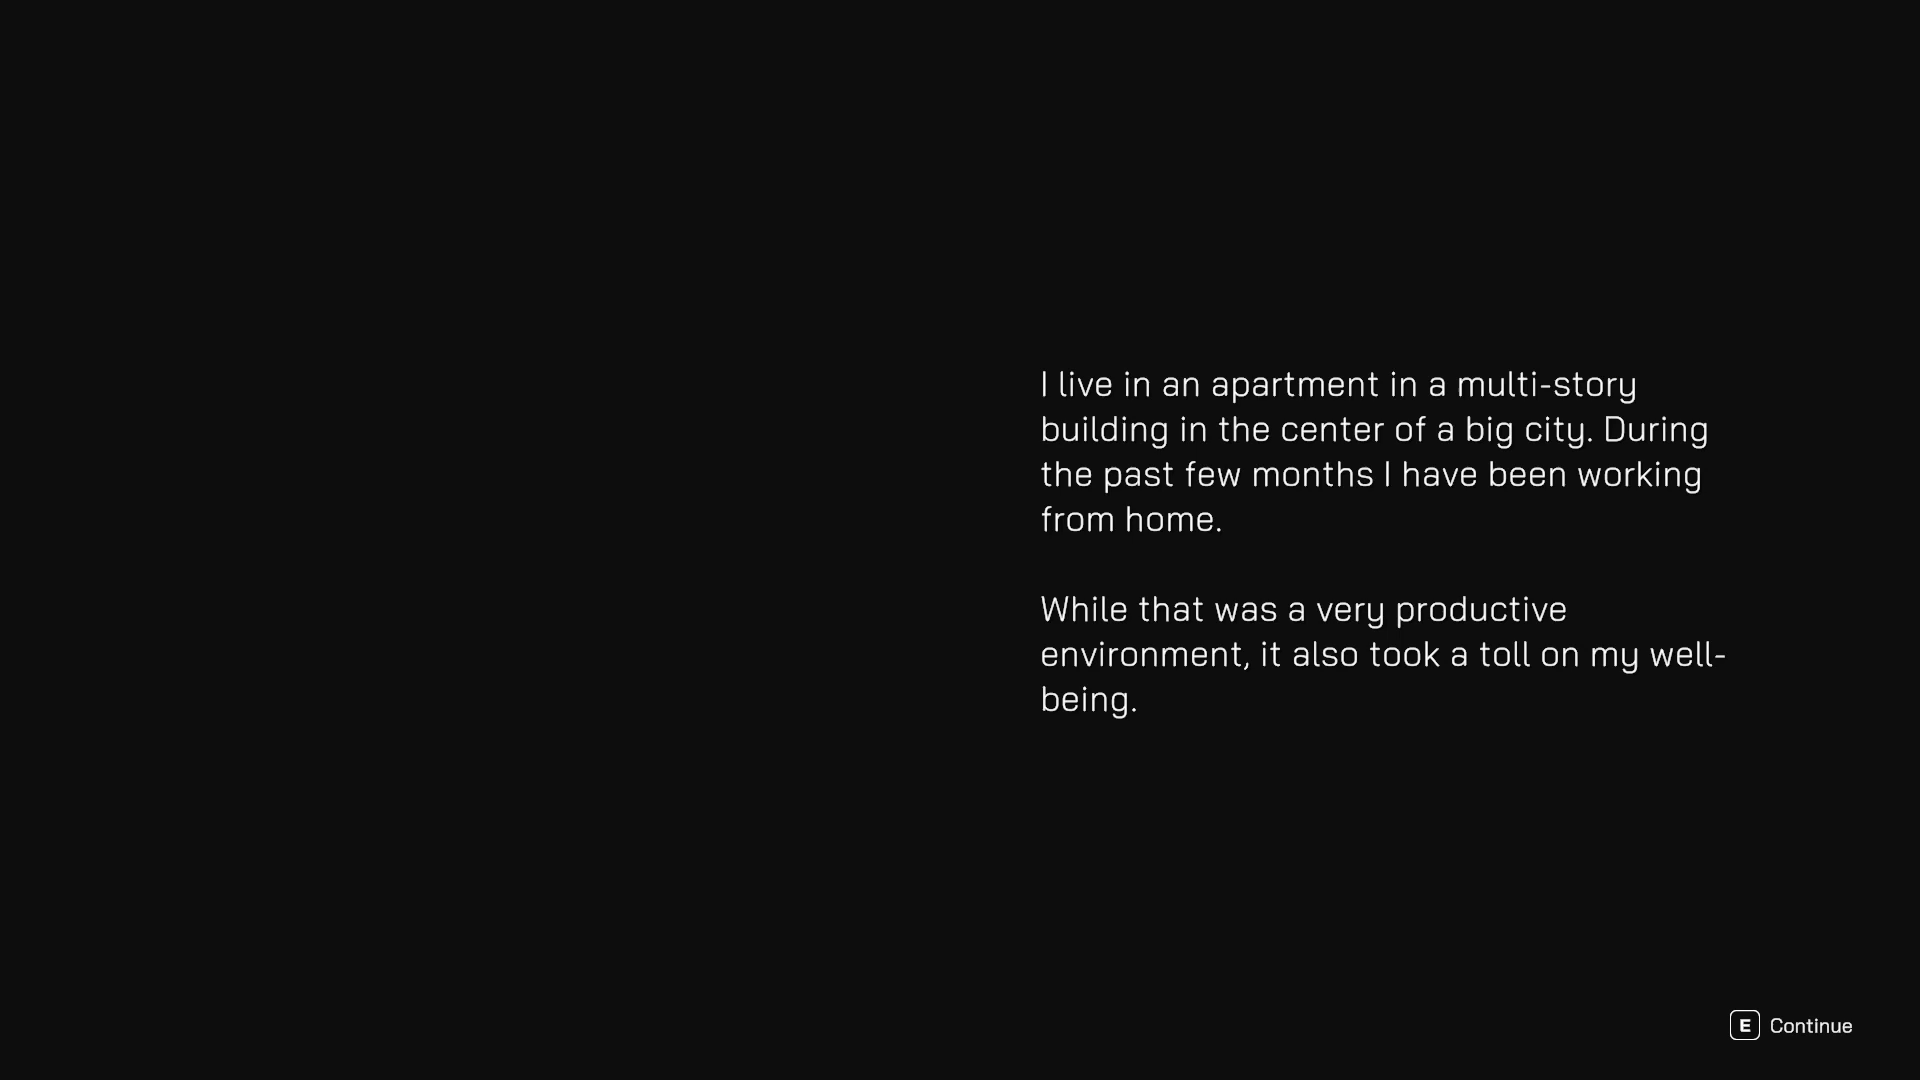 I live in an apartment in a multi-story
building in the center of a big city. During
the past few months I have been working
from home.
While that was a very productive
environment, it also took a toll on my well-
being.
E Continue